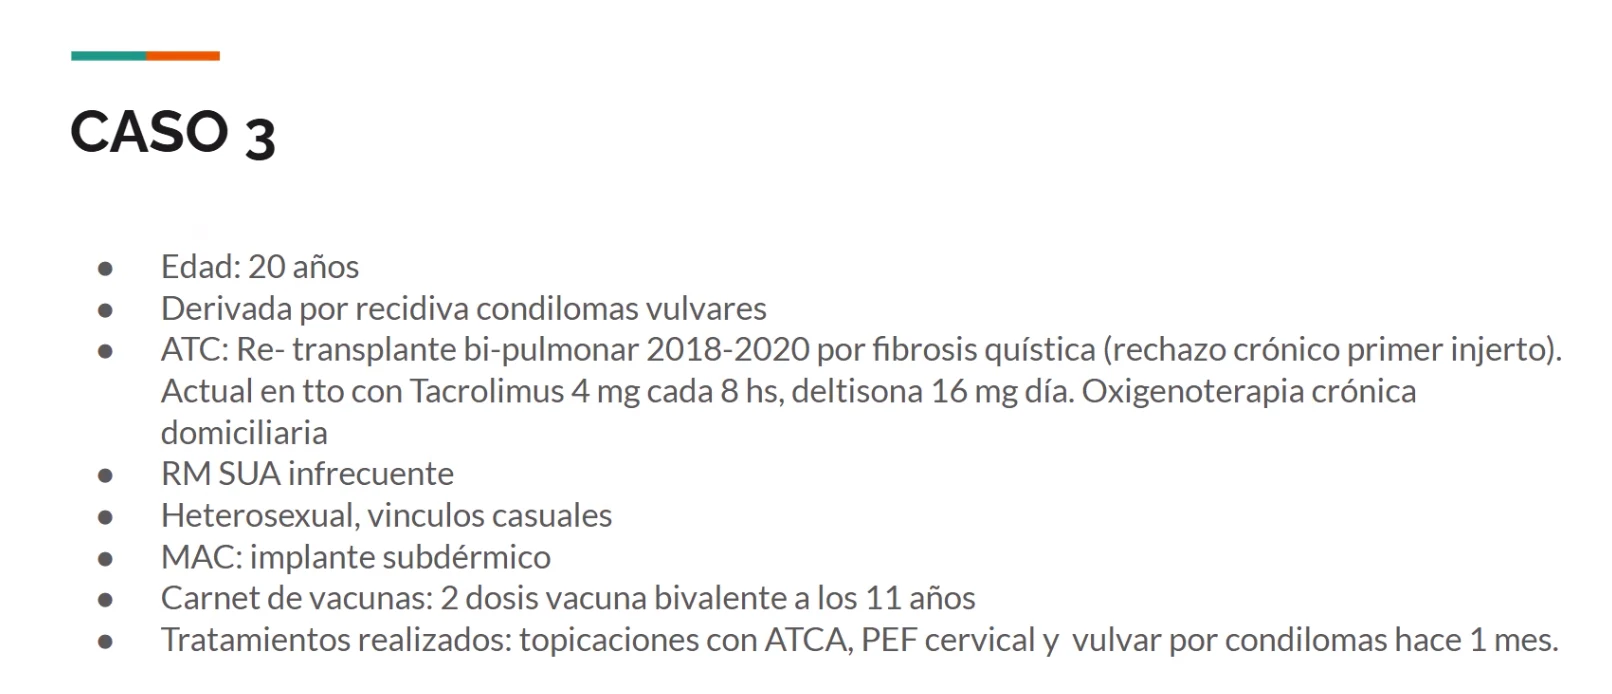 CASO 3
● Edad: 20 años
● Derivada por recidiva condilomas vulvares
● ATC: Re- transplante bi-pulmonar 2018-2020 por fibrosis quística (rechazo crónico primer injerto).
Actual en tto con Tacrolimus 4 mg cada 8 hs, deltisona 16 mg día. Oxigenoterapia crónica
domiciliaria
● RM SUA infrecuente
● Heterosexual, vinculos casuales
● MAC: implante subdérmico
● Carnet de vacunas: 2 dosis vacuna bivalente a los 11 años
● Tratamientos realizados: topicaciones con ATCA, PEF cervical y vulvar por condilomas hace 1 mes.